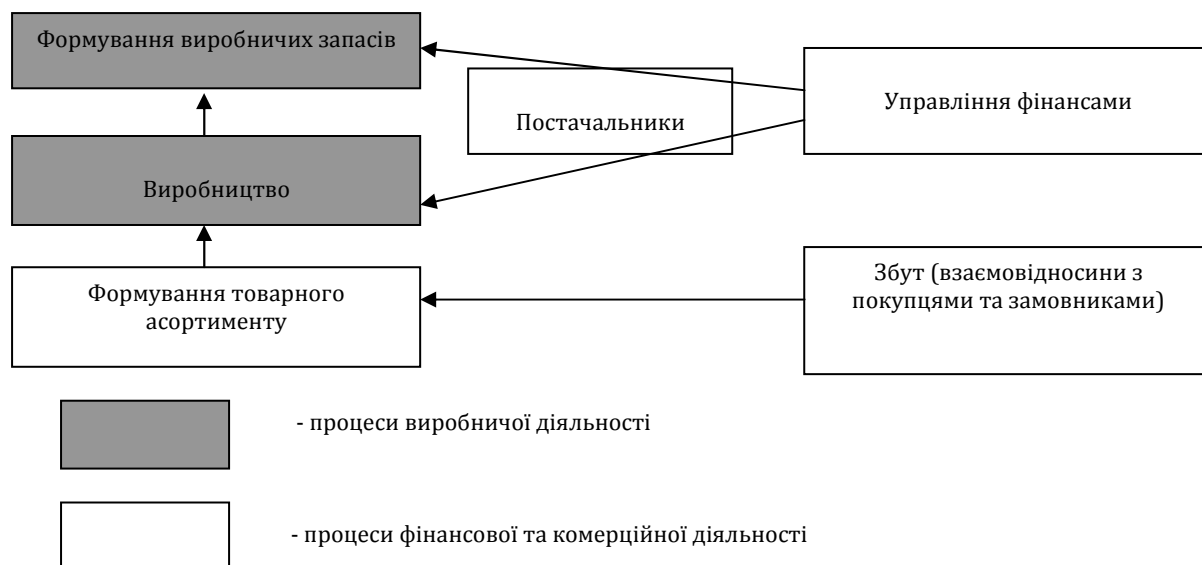 Формування виробничих запасів
Постачальники
Управління фінансами
Виробництво
Формування товарного
асортименту
Збут (взаємовідносини з
покупцями та замовниками)
- процеси виробничої діяльності
- процеси фінансової та комерційної діяльності